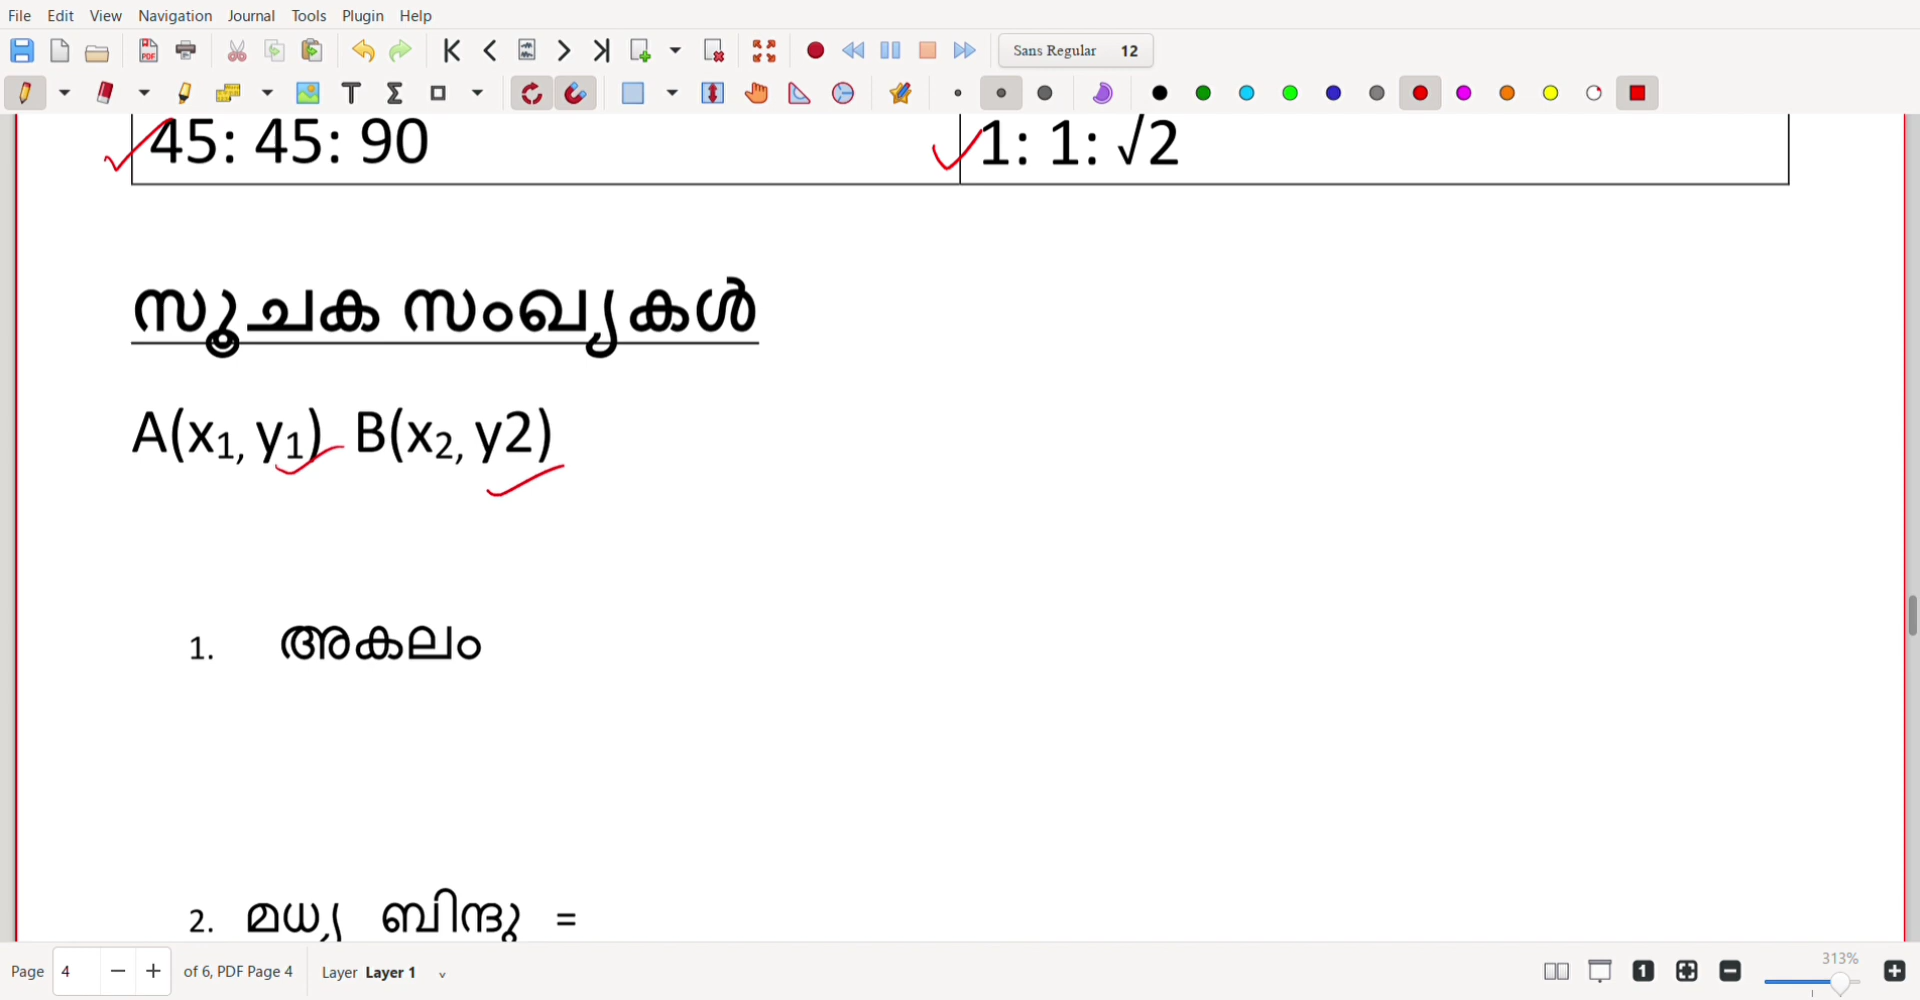 File Edit View Navigation Journal Tools Plugin Help
Sans Regular 12
45: 45: 90 1: 1: √2
സൂചക സംഖ്യകൾ
A(x₁, y₁) B(x₂, y2)
1. അകലം
2. മധ്യ ബിന്ദു =
Page 4 of 6, PDF Page 4 Layer Layer 1 313%